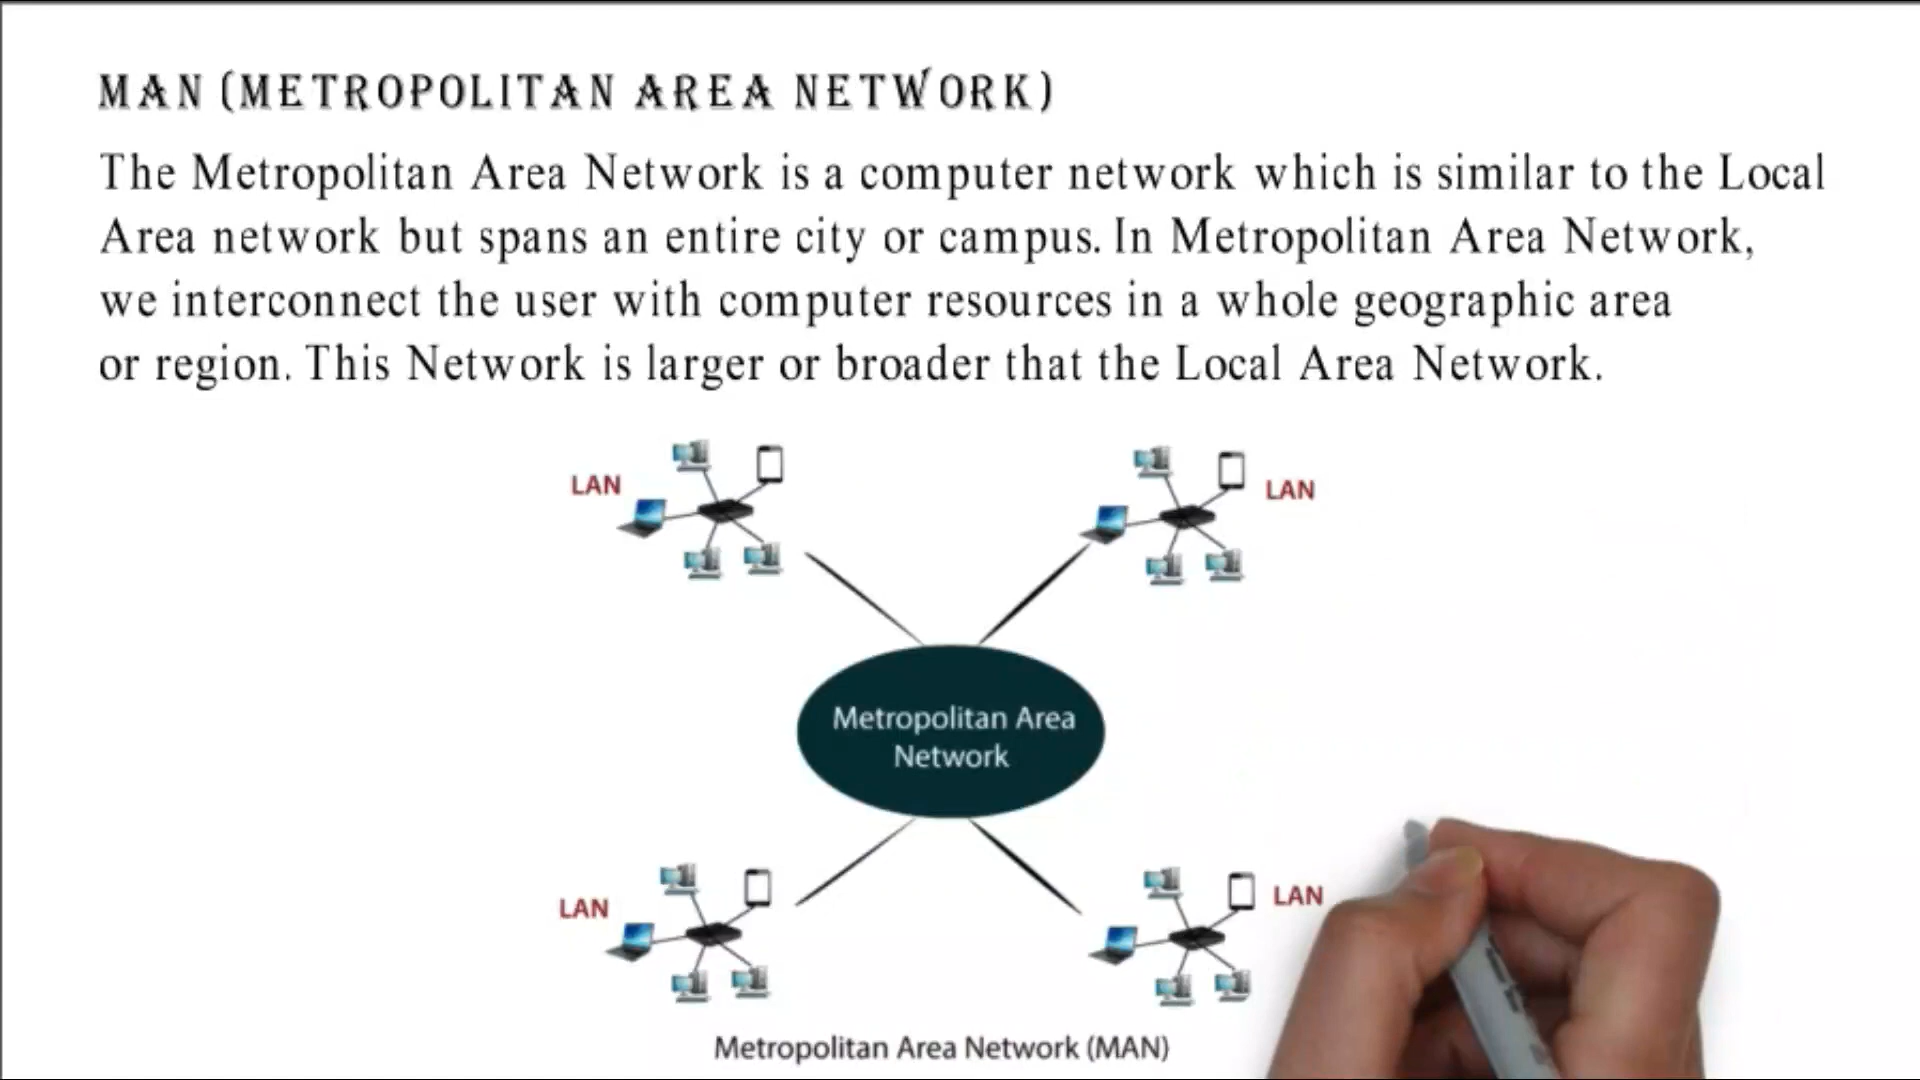 MAN (METROPOLITAN AREA NETWORK)
The Metropolitan Area Network is a computer network which is similar to the Local
Area network but spans an entire city or campus. In Metropolitan Area Network,
we interconnect the user with computer resources in a whole geographic area
or region. This Network is larger or broader that the Local Area Network.
LAN
LAN
Metropolitan Area
Network
LAN
LAN
Metropolitan Area Network (MAN)